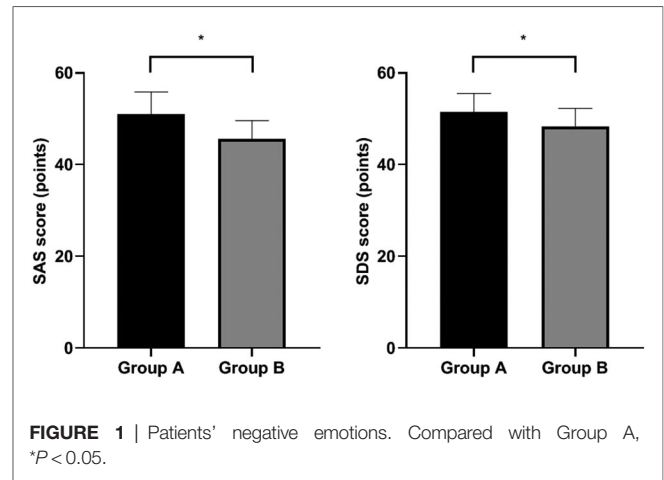 *
60
40
20
0
SAS score (points)
Group A
Group B
*
60
40
20
0
SDS score (points)
Group A
Group B
FIGURE 1 | Patients’ negative emotions. Compared with Group A,
*P < 0.05.